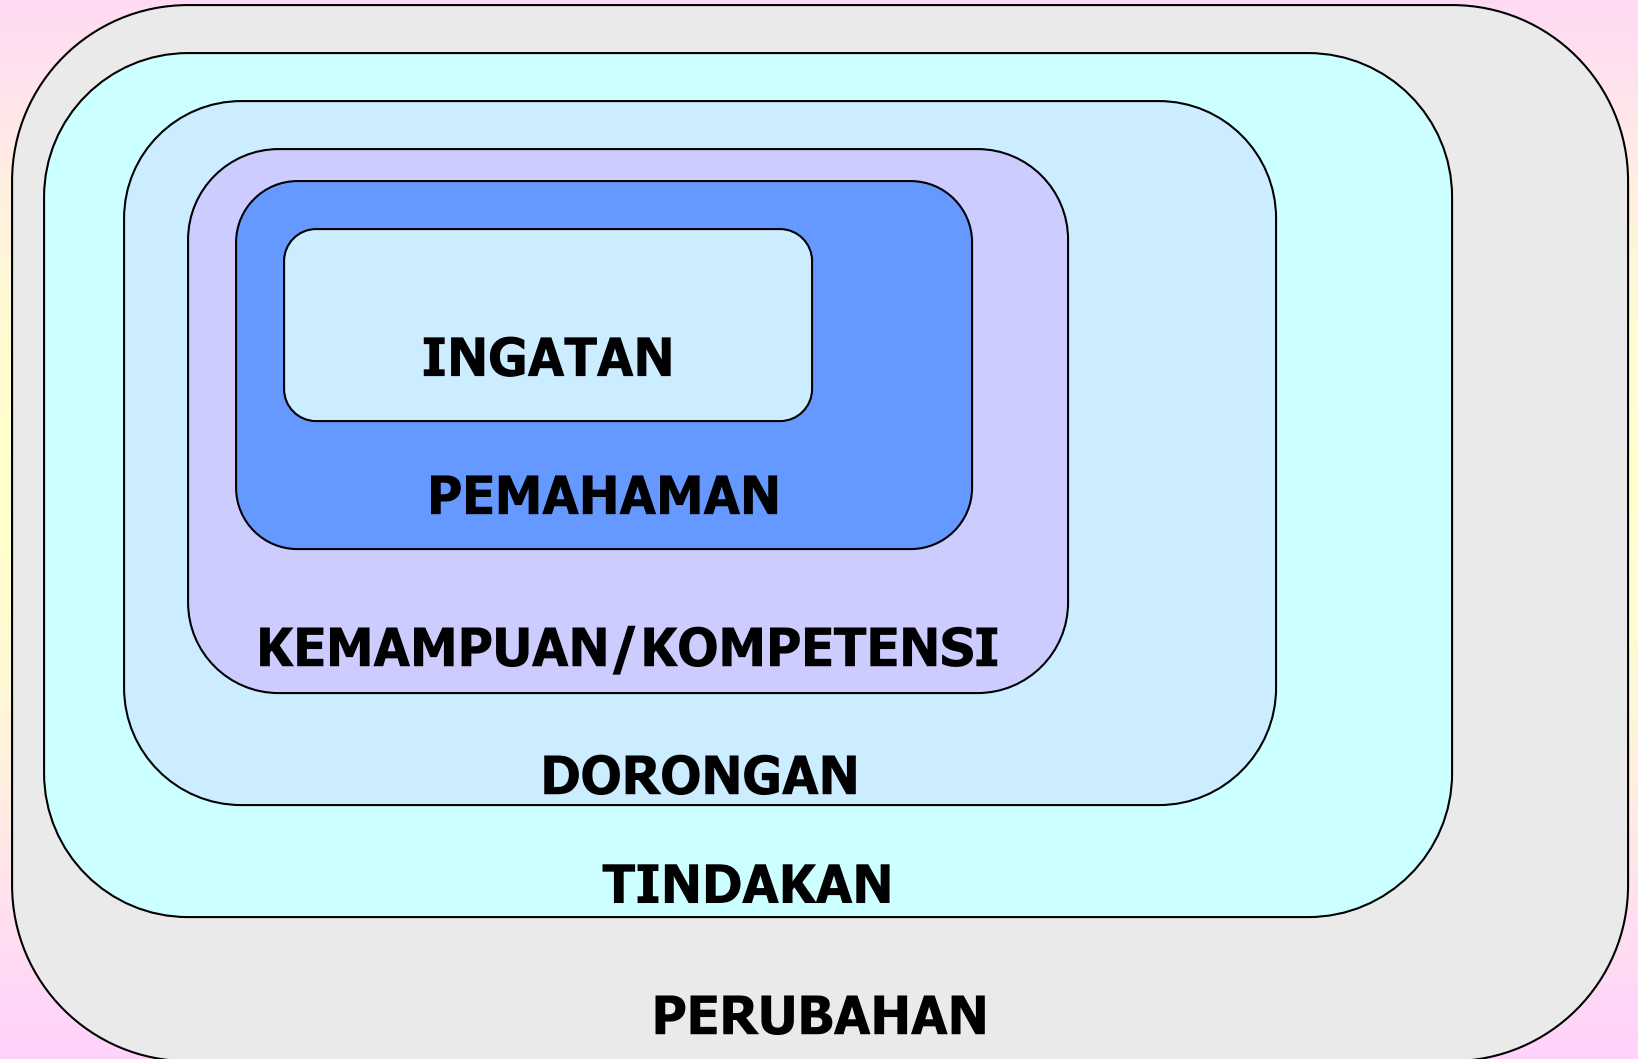 INGATAN
PEMAHAMAN
KEMAMPUAN/KOMPETENSI
DORONGAN
TINDAKAN
PERUBAHAN